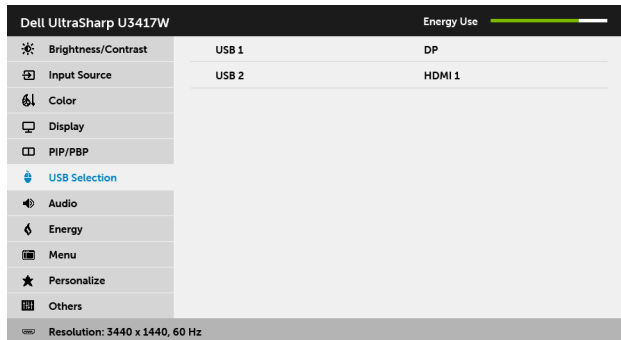 Dell UltraSharp U3417W Energy Use
Brightness/Contrast USB 1 DP
Input Source USB 2 HDMI 1
Color
Display
PIP/PBP
USB Selection
Audio
Energy
Menu
Personalize
Others
Resolution: 3440 x 1440, 60 Hz